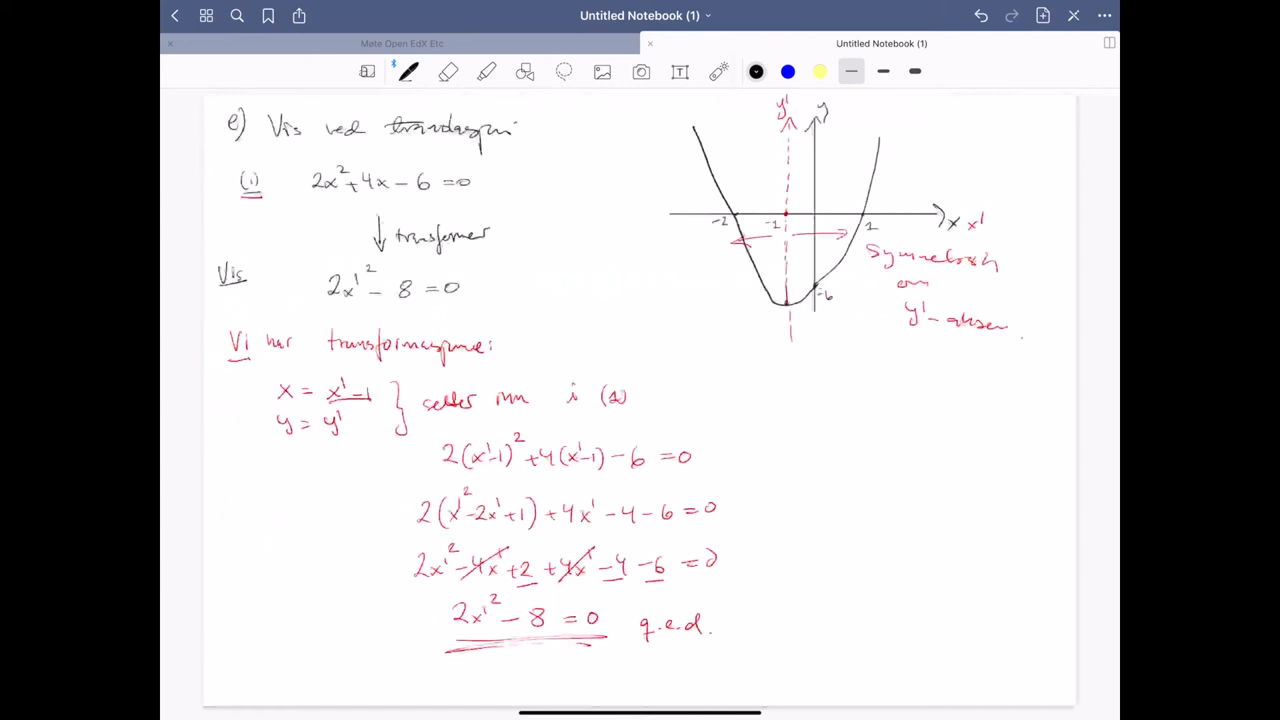 Untitled Notebook (1)
Møte Open EdX Etc
Untitled Notebook (1)
e) Vis ved
(i) 2x²+4x-6=0
↓ transformer
Vis 2x'²-8=0
Vi har transformasjonene:
x = x'-1
y = y' } setter inn i (1)
2(x'-1)²+4(x'-1)-6=0
2(x'²-2x'+1)+4x'-4-6=0
2x'²-4x'+2+4x'-4-6=0
2x'²-8=0 q.e.d.
y' y
-2 -1 1 x x'
-6
Symmetrisk
om
y'-aksen